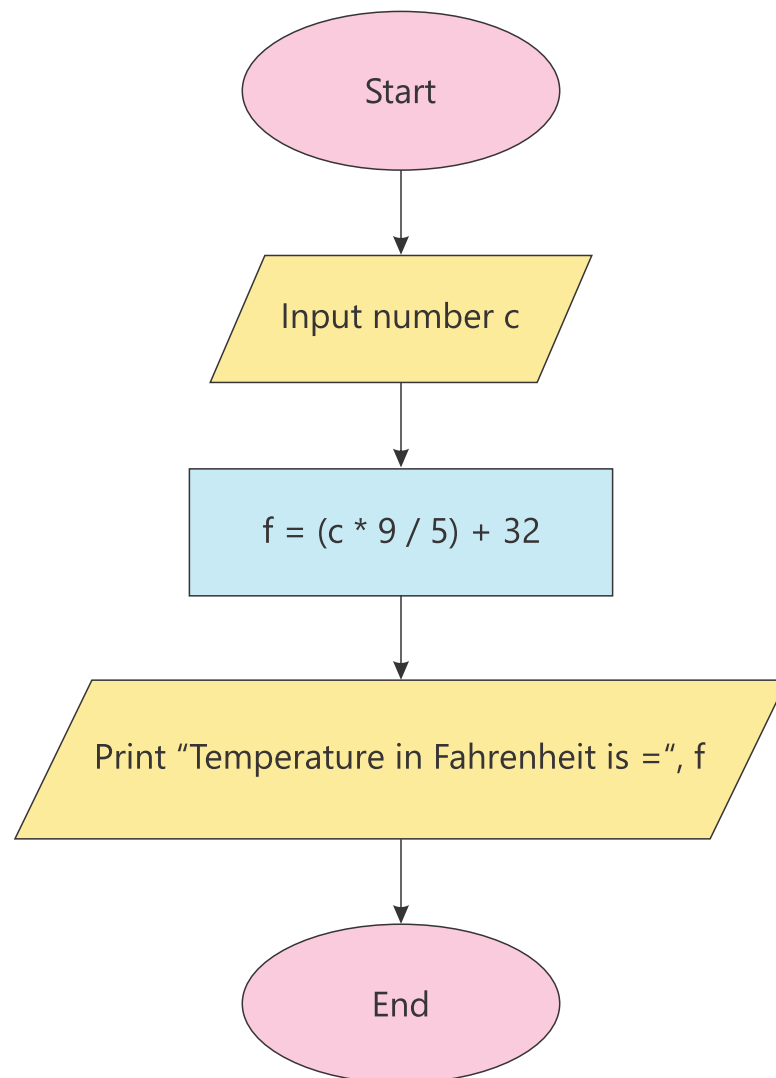 Start
Input number c
f = (c * 9 / 5) + 32
Print “Temperature in Fahrenheit is =“, f
End